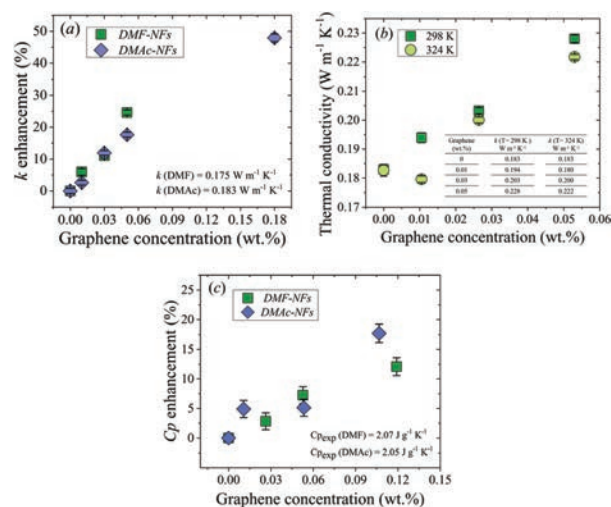 (a)
DMF-NFs
DMAc-NFs
k enhancement (%)
50
40
30
20
10
0
k (DMF) = 0.175 W m⁻¹ K⁻¹
k (DMAc) = 0.183 W m⁻¹ K⁻¹
0.00 0.03 0.06 0.09 0.12 0.15 0.18
Graphene concentration (wt.%)
(b)
298 K
324 K
Thermal conductivity (W m⁻¹ K⁻¹)
0.23
0.22
0.21
0.20
0.19
0.18
0.17
Graphene (wt.%) k (T= 298 K) W m⁻¹ K⁻¹ k (T= 324 K) W m⁻¹ K⁻¹
0 0.183 0.183
0.01 0.194 0.180
0.03 0.203 0.200
0.05 0.228 0.222
0.00 0.01 0.02 0.03 0.04 0.05
Graphene concentration (wt.%)
(c)
DMF-NFs
DMAc-NFs
Cp enhancement (%)
25
20
15
10
5
0
Cpexp (DMF) = 2.07 J g⁻¹ K⁻¹
Cpexp (DMAc) = 2.05 J g⁻¹ K⁻¹
0.00 0.03 0.06 0.09 0.12 0.15
Graphene concentration (wt.%)